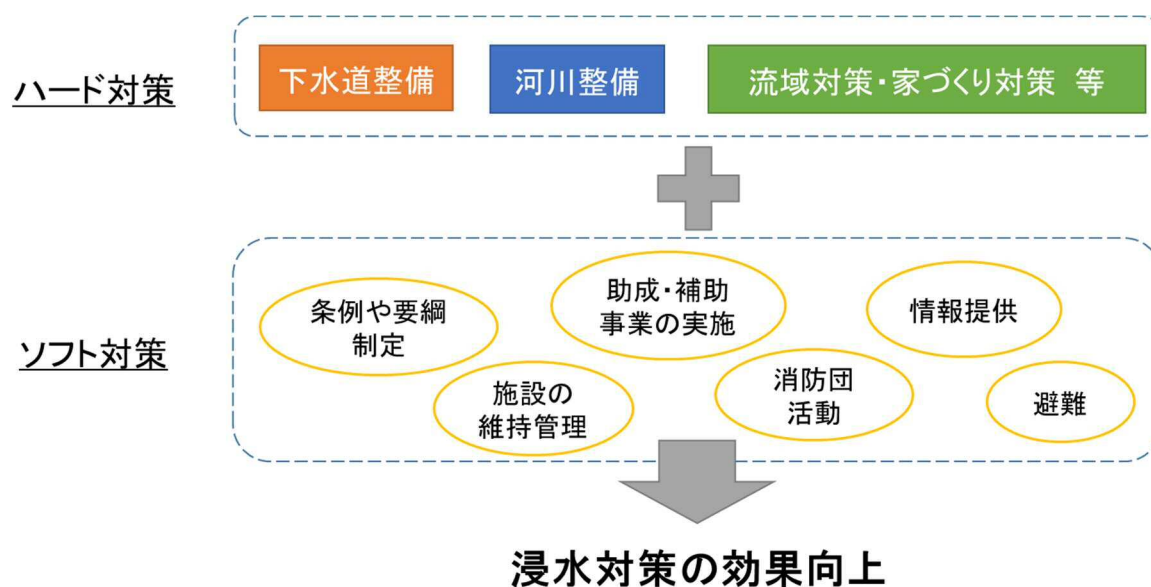 ハード対策
下水道整備
河川整備
流域対策・家づくり対策 等
ソフト対策
条例や要綱
制定
助成・補助
事業の実施
情報提供
施設の
維持管理
消防団
活動
避難
浸水対策の効果向上